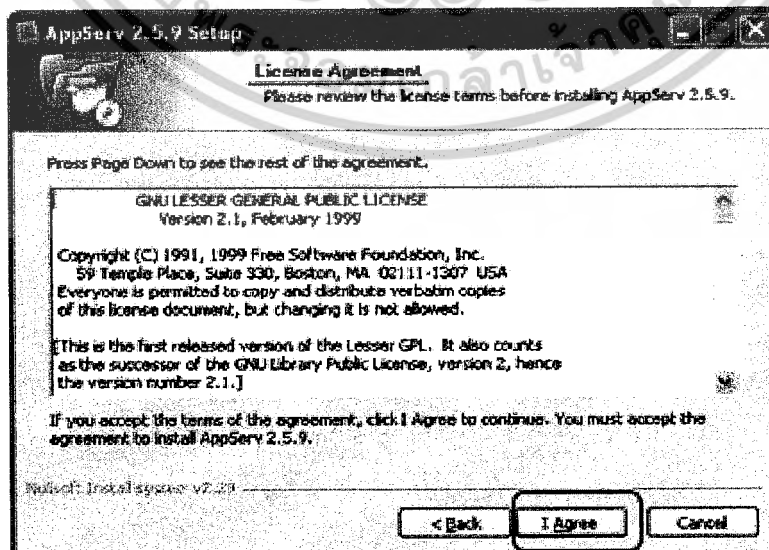 AppServ 2.5.9 Setup
License Agreement
Please review the license terms before installing AppServ 2.5.9.
Press Page Down to see the rest of the agreement.
GNU LESSER GENERAL PUBLIC LICENSE
Version 2.1, February 1999
Copyright (C) 1991, 1999 Free Software Foundation, Inc.
59 Temple Place, Suite 330, Boston, MA 02111-1307 USA
Everyone is permitted to copy and distribute verbatim copies
of this license document, but changing it is not allowed.
[This is the first released version of the Lesser GPL. It also counts
as the successor of the GNU Library Public License, version 2, hence
the version number 2.1.]
If you accept the terms of the agreement, click I Agree to continue. You must accept the
agreement to install AppServ 2.5.9.
Nullsoft Install System
< Back
I Agree
Cancel